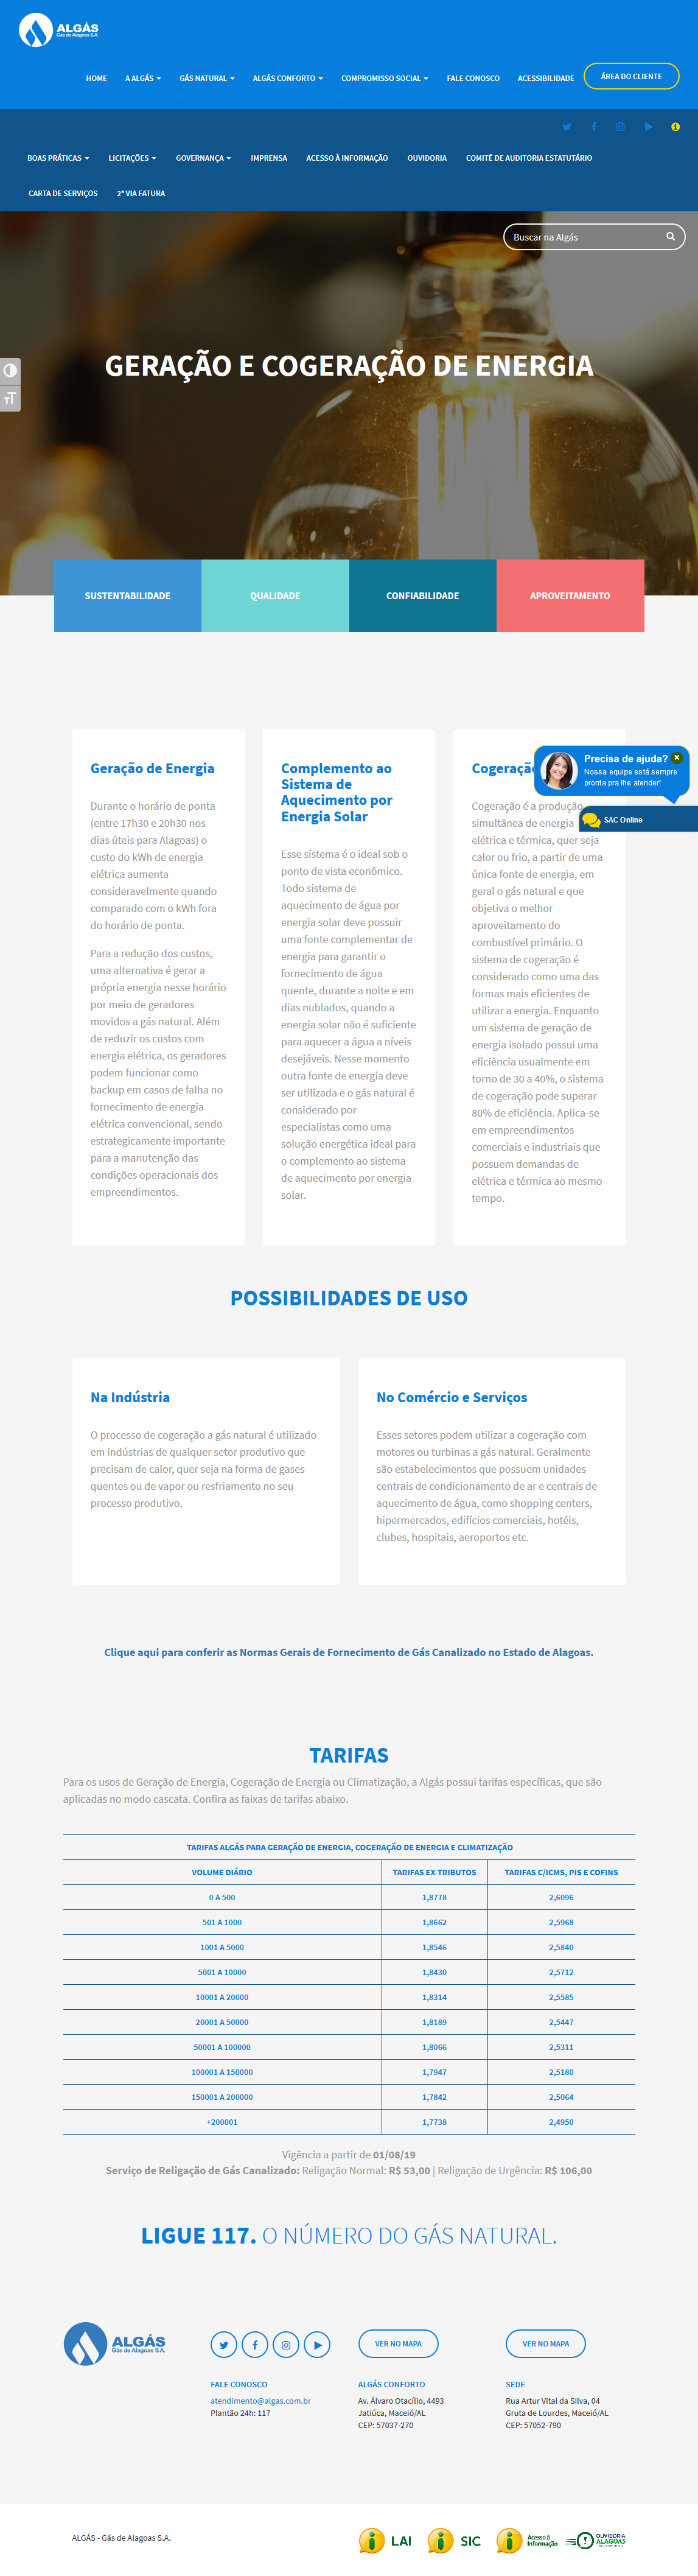 ALGÁS
Gás de Alagoas S.A.
HOME A ALGÁS GÁS NATURAL ALGÁS CONFORTO COMPROMISSO SOCIAL FALE CONOSCO ACESSIBILIDADE ÁREA DO CLIENTE
BOAS PRÁTICAS LICITAÇÕES GOVERNANÇA IMPRENSA ACESSO À INFORMAÇÃO OUVIDORIA COMITÊ DE AUDITORIA ESTATUTÁRIO
CARTA DE SERVIÇOS 2ª VIA FATURA
Buscar na Algás
GERAÇÃO E COGERAÇÃO DE ENERGIA
SUSTENTABILIDADE QUALIDADE CONFIABILIDADE APROVEITAMENTO
Geração de Energia
Durante o horário de ponta
(entre 17h30 e 20h30 nos
dias úteis para Alagoas) o
custo do kWh de energia
elétrica aumenta
consideravelmente quando
comparado com o kWh fora
do horário de ponta.
Para a redução dos custos,
uma alternativa é gerar a
própria energia nesse horário
por meio de geradores
movidos a gás natural. Além
de reduzir os custos com
energia elétrica, os geradores
podem funcionar como
backup em casos de falha no
fornecimento de energia
elétrica convencional, sendo
estrategicamente importante
para a manutenção das
condições operacionais dos
empreendimentos.
Complemento ao
Sistema de
Aquecimento por
Energia Solar
Esse sistema é o ideal sob o
ponto de vista econômico.
Todo sistema de
aquecimento de água por
energia solar deve possuir
uma fonte complementar de
energia para garantir o
fornecimento de água
quente, durante a noite e em
dias nublados, quando a
energia solar não é suficiente
para aquecer a água a níveis
desejáveis. Nesse momento
outra fonte de energia deve
ser utilizada e o gás natural é
considerado por
especialistas como uma
solução energética ideal para
o complemento ao sistema
de aquecimento por energia
solar.
Cogeração
Cogeração é a produção
simultânea de energia
elétrica e térmica, quer seja
calor ou frio, a partir de uma
única fonte de energia, em
geral o gás natural e que
objetiva o melhor
aproveitamento do
combustível primário. O
sistema de cogeração é
considerado como uma das
formas mais eficientes de
utilizar a energia. Enquanto
um sistema de geração de
energia isolado possui uma
eficiência usualmente em
torno de 30 a 40%, o sistema
de cogeração pode superar
80% de eficiência. Aplica-se
em empreendimentos
comerciais e industriais que
possuem demandas de
elétrica e térmica ao mesmo
tempo.
Precisa de ajuda?
Nossa equipe está sempre
pronta pra lhe atender!
SAC Online
POSSIBILIDADES DE USO
Na Indústria
O processo de cogeração a gás natural é utilizado
em indústrias de qualquer setor produtivo que
precisam de calor, quer seja na forma de gases
quentes ou de vapor ou resfriamento no seu
processo produtivo.
No Comércio e Serviços
Esses setores podem utilizar a cogeração com
motores ou turbinas a gás natural. Geralmente
são estabelecimentos que possuem unidades
centrais de condicionamento de ar e centrais de
aquecimento de água, como shopping centers,
hipermercados, edifícios comerciais, hotéis,
clubes, hospitais, aeroportos etc.
Clique aqui para conferir as Normas Gerais de Fornecimento de Gás Canalizado no Estado de Alagoas.
TARIFAS
Para os usos de Geração de Energia, Cogeração de Energia ou Climatização, a Algás possui tarifas específicas, que são
aplicadas no modo cascata. Confira as faixas de tarifas abaixo.
TARIFAS ALGÁS PARA GERAÇÃO DE ENERGIA, COGERAÇÃO DE ENERGIA E CLIMATIZAÇÃO
VOLUME DIÁRIO TARIFAS EX-TRIBUTOS TARIFAS C/ICMS, PIS E COFINS
0 A 500 1,8778 2,6096
501 A 1000 1,8662 2,5968
1001 A 5000 1,8546 2,5840
5001 A 10000 1,8430 2,5712
10001 A 20000 1,8314 2,5585
20001 A 50000 1,8189 2,5447
50001 A 100000 1,8066 2,5311
100001 A 150000 1,7947 2,5180
150001 A 200000 1,7842 2,5064
+200001 1,7738 2,4950
Vigência a partir de 01/08/19
Serviço de Religação de Gás Canalizado: Religação Normal: R$ 53,00 | Religação de Urgência: R$ 106,00
LIGUE 117. O NÚMERO DO GÁS NATURAL.
ALGÁS
Gás de Alagoas S.A.
FALE CONOSCO
atendimento@algas.com.br
Plantão 24h: 117
VER NO MAPA
ALGÁS CONFORTO
Av. Álvaro Otacílio, 4493
Jatiúca, Maceió/AL
CEP: 57037-270
VER NO MAPA
SEDE
Rua Artur Vital da Silva, 04
Gruta de Lourdes, Maceió/AL
CEP: 57052-790
ALGÁS - Gás de Alagoas S.A.
LAI
SIC
Acesso à
Informação
OUVIDORIA
ALAGOAS